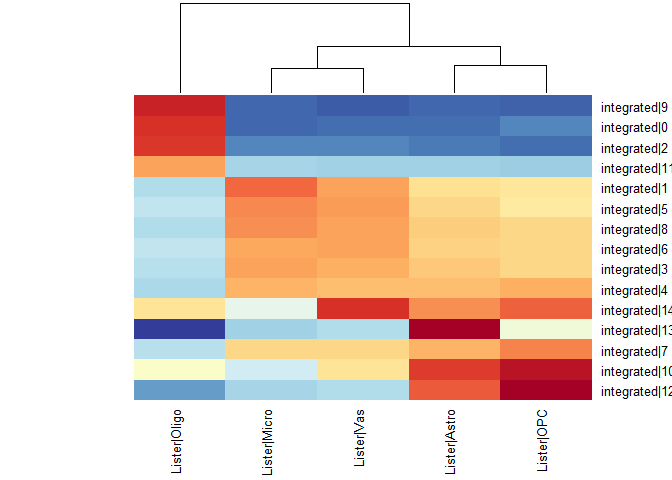 integrated|9
integrated|0
integrated|2
integrated|11
integrated|1
integrated|5
integrated|8
integrated|6
integrated|3
integrated|4
integrated|14
integrated|13
integrated|7
integrated|10
integrated|12
Lister|Oligo
Lister|Micro
Lister|Vas
Lister|Astro
Lister|OPC